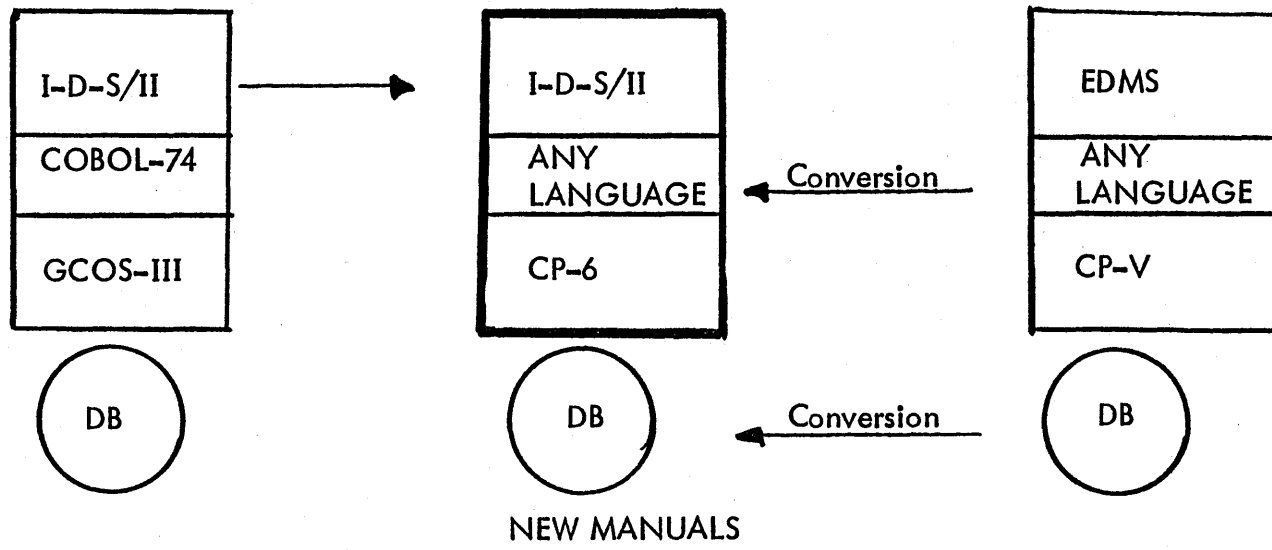 I-D-S/II
COBOL-74
GCOS-III
DB
I-D-S/II
ANY
LANGUAGE
CP-6
DB
NEW MANUALS
Conversion
Conversion
EDMS
ANY
LANGUAGE
CP-V
DB